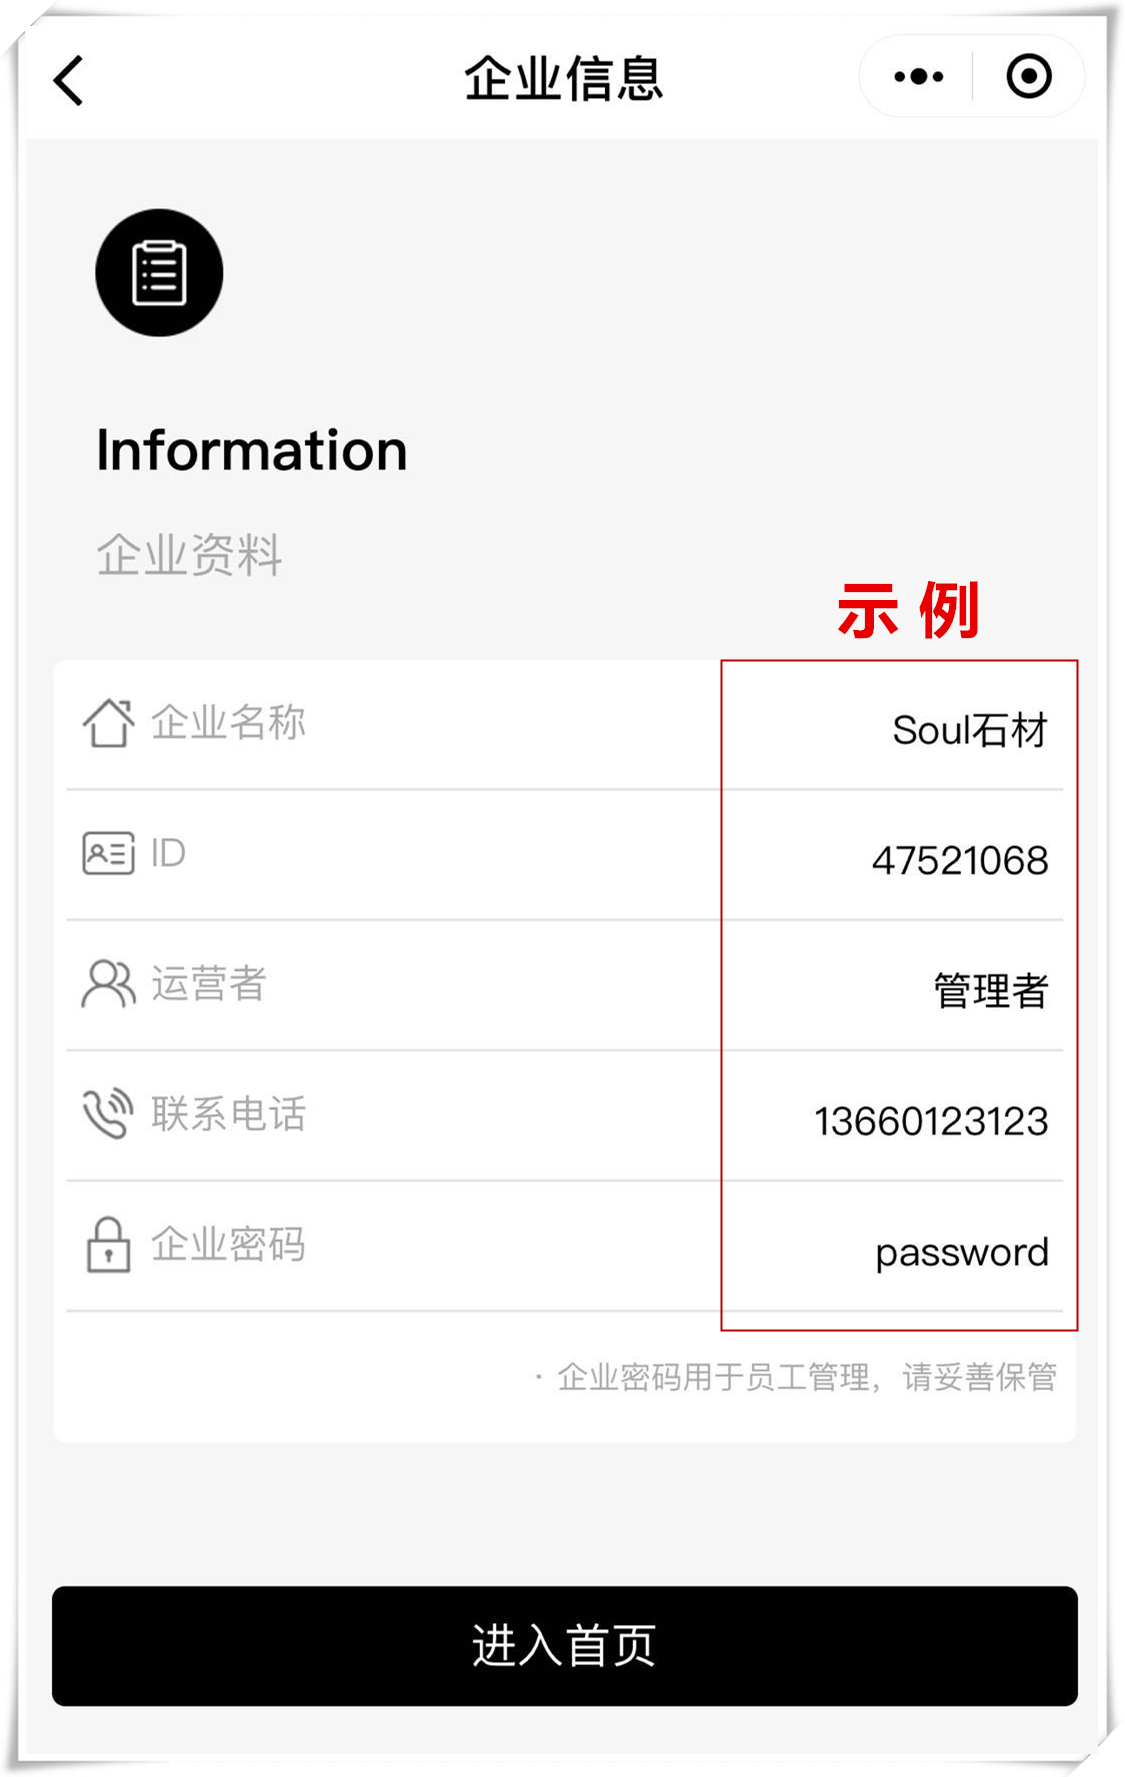 企业信息
Information
企业资料
示例
企业名称 Soul石材
ID 47521068
运营者 管理者
联系电话 13660123123
企业密码 password
· 企业密码用于员工管理，请妥善保管
进入首页